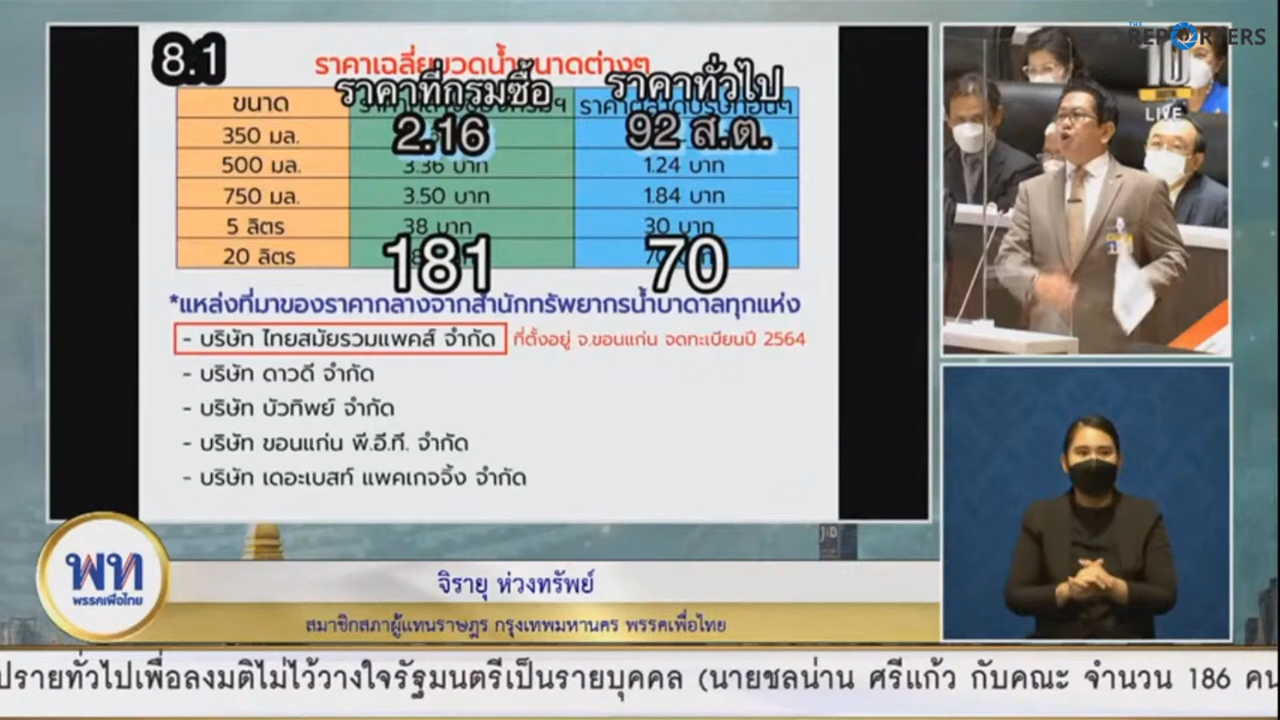 THE REPORTERS
8.1
ราคาเฉลี่ยขวดน้ำขนาดต่างๆ
ราคาที่กรมซื้อ
ราคาทั่วไป
ขนาด
350 มล. 2.16 92 ส.ต.
500 มล. 3.36 บาท 1.24 บาท
750 มล. 3.50 บาท 1.84 บาท
5 ลิตร 38 บาท 30 บาท
20 ลิตร 181 70
*แหล่งที่มาของราคากลางจากสำนักทรัพยากรน้ำบาดาลทุกแห่ง
- บริษัท ไทยสมัยรวมแพคส์ จำกัด ที่ตั้งอยู่ จ.ขอนแก่น จดทะเบียนปี 2564
- บริษัท ดาวดี จำกัด
- บริษัท บัวทิพย์ จำกัด
- บริษัท ขอนแก่น พี.อี.ที. จำกัด
- บริษัท เดอะเบสท์ แพคเกจจิ้ง จำกัด
10
LIVE
พท
พรรคเพื่อไทย
จิรายุ ห่วงทรัพย์
สมาชิกสภาผู้แทนราษฎร กรุงเทพมหานคร พรรคเพื่อไทย
ปรายทั่วไปเพื่อลงมติไม่ไว้วางใจรัฐมนตรีเป็นรายบุคคล (นายชลน่าน ศรีแก้ว กับคณะ จำนวน 186 คน